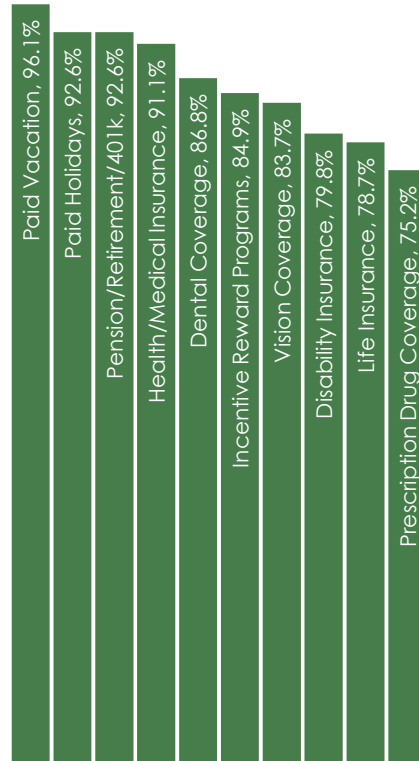 Paid Vacation, 96.1%
Paid Holidays, 92.6%
Pension/Retirement/401k, 92.6%
Health/Medical Insurance, 91.1%
Dental Coverage, 86.8%
Incentive Reward Programs, 84.9%
Vision Coverage, 83.7%
Disability Insurance, 79.8%
Life Insurance, 78.7%
Prescription Drug Coverage, 75.2%